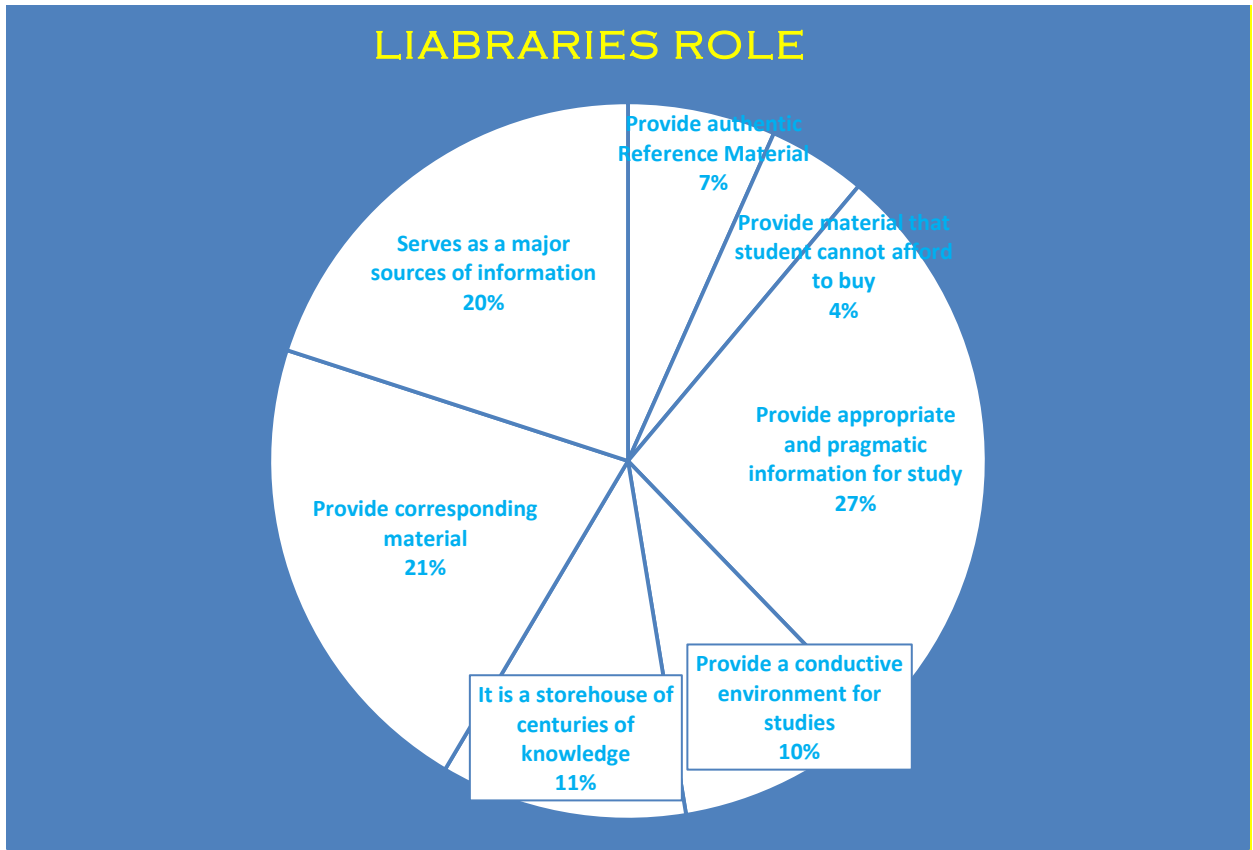 LIABRARIES ROLE
Provide authentic
Reference Material
7%
Provide material that
student cannot afford
to buy
4%
Provide appropriate
and pragmatic
information for study
27%
Provide a conductive
environment for
studies
10%
It is a storehouse of
centuries of
knowledge
11%
Provide corresponding
material
21%
Serves as a major
sources of information
20%